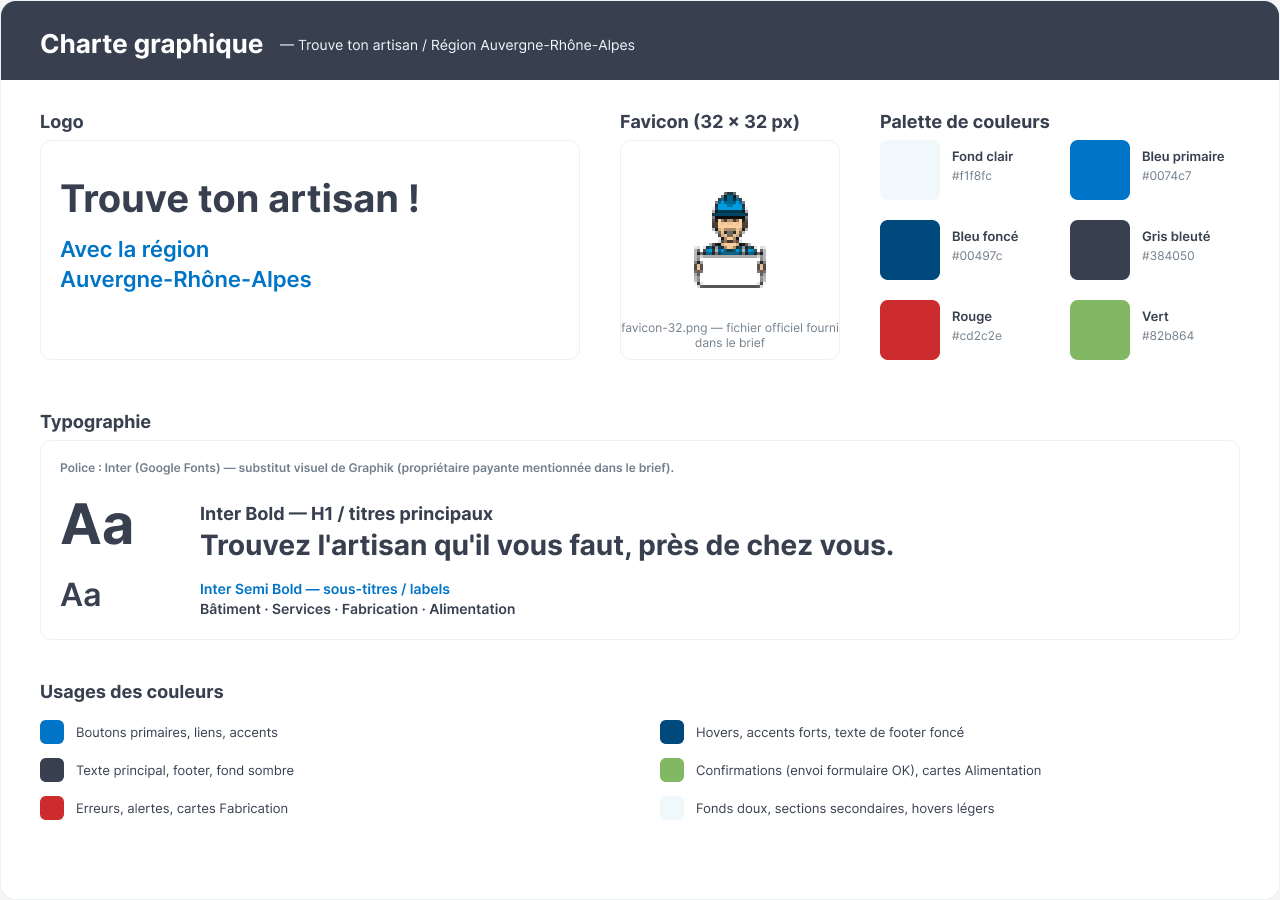 Charte graphique — Trouve ton artisan / Région Auvergne-Rhône-Alpes
Logo
Trouve ton artisan !
Avec la région
Auvergne-Rhône-Alpes
Favicon (32 × 32 px)
favicon-32.png — fichier officiel fourni
dans le brief
Palette de couleurs
Fond clair
#f1f8fc
Bleu primaire
#0074c7
Bleu foncé
#00497c
Gris bleuté
#384050
Rouge
#cd2c2e
Vert
#82b864
Typographie
Police : Inter (Google Fonts) — substitut visuel de Graphik (propriétaire payante mentionnée dans le brief).
Aa
Inter Bold — H1 / titres principaux
Trouvez l'artisan qu'il vous faut, près de chez vous.
Aa
Inter Semi Bold — sous-titres / labels
Bâtiment · Services · Fabrication · Alimentation
Usages des couleurs
Boutons primaires, liens, accents
Hovers, accents forts, texte de footer foncé
Texte principal, footer, fond sombre
Confirmations (envoi formulaire OK), cartes Alimentation
Erreurs, alertes, cartes Fabrication
Fonds doux, sections secondaires, hovers légers